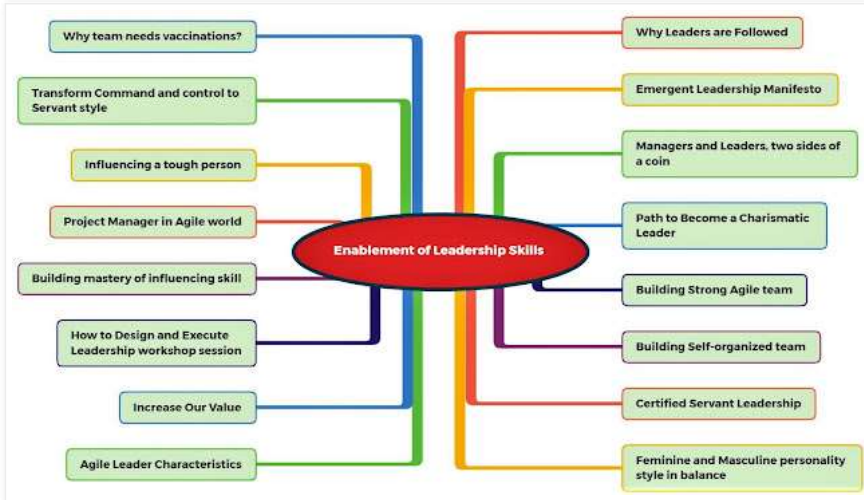 Why team needs vaccinations?
Transform Command and control to
Servant style
Influencing a tough person
Project Manager in Agile world
Building mastery of influencing skill
How to Design and Execute
Leadership workshop session
Increase Our Value
Agile Leader Characteristics
Enablement of Leadership Skills
Why Leaders are Followed
Emergent Leadership Manifesto
Managers and Leaders, two sides of
a coin
Path to Become a Charismatic
Leader
Building Strong Agile team
Building Self-organized team
Certified Servant Leadership
Feminine and Masculine personality
style in balance